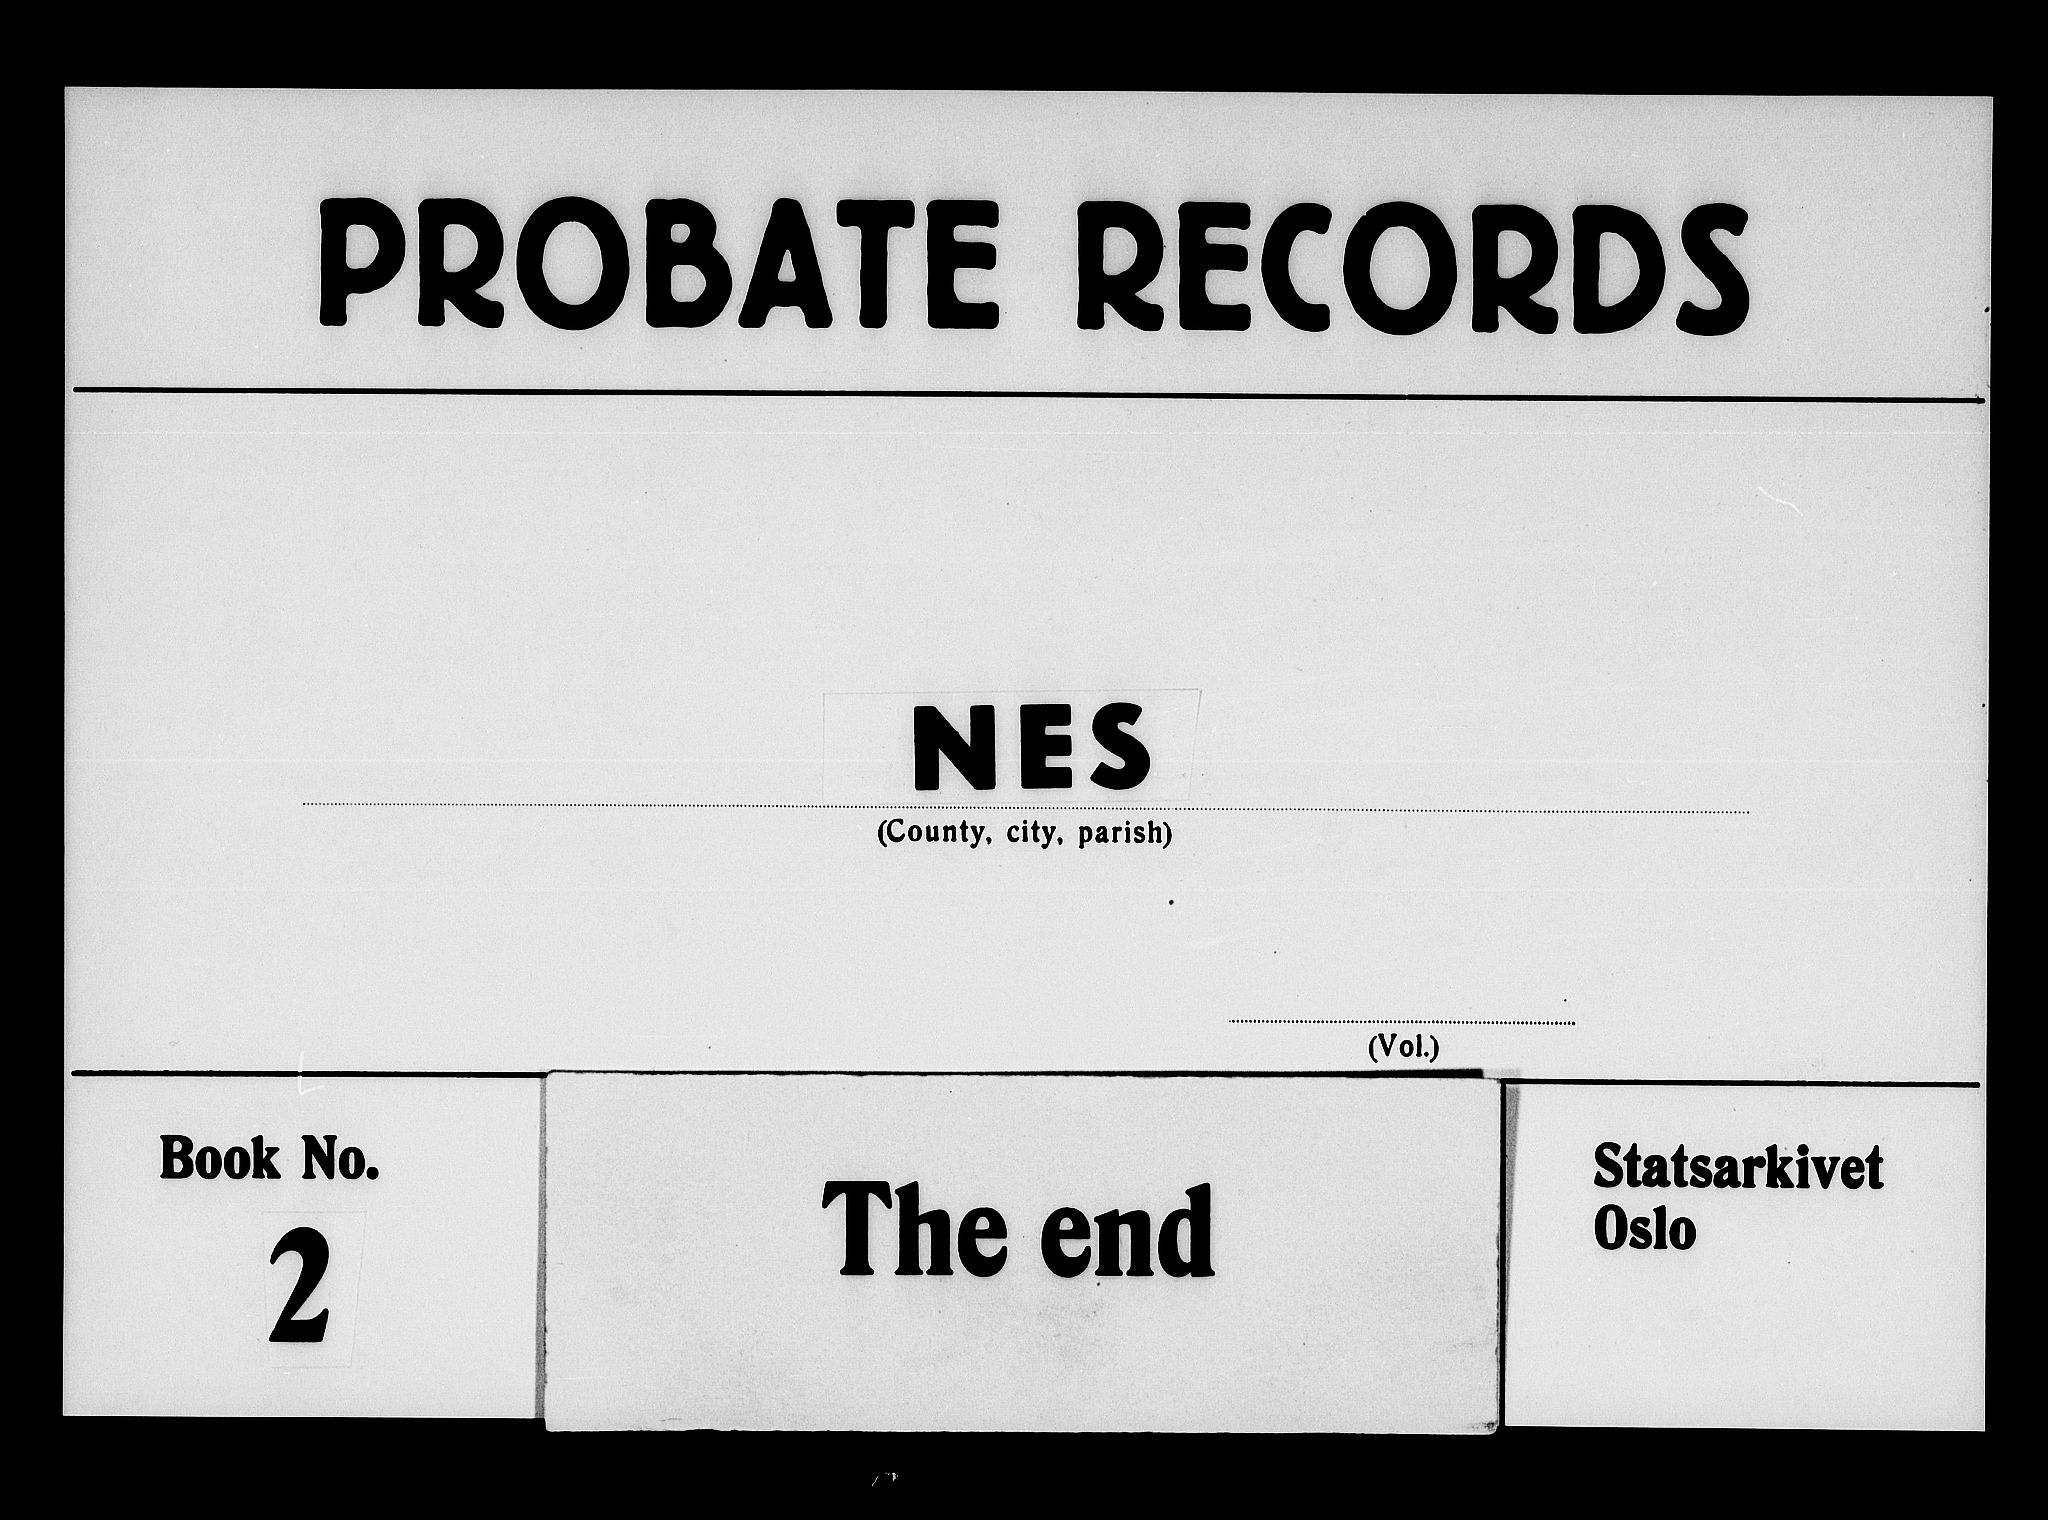 PROBATE RECORDS
NES
(County, city, parish)
(Vol.)
Book No.
2
The end
Statsarkivet
Oslo